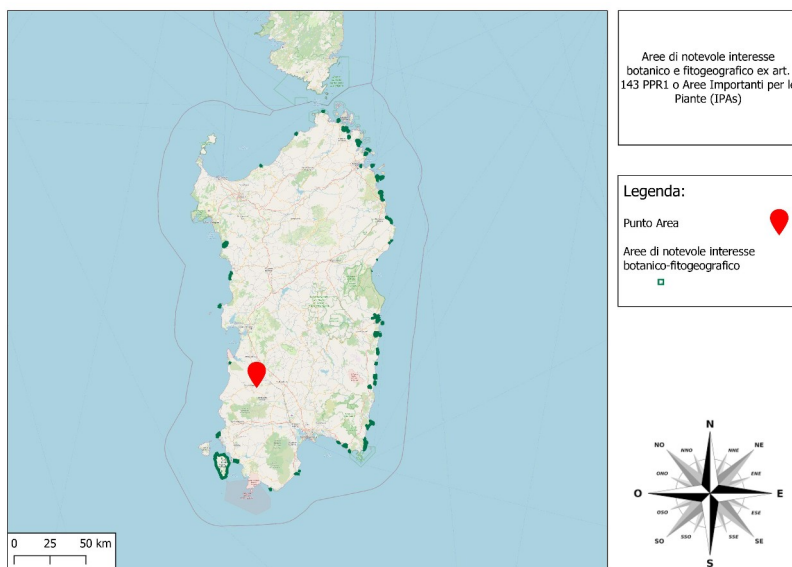 Aree di notevole interesse
botanico e fitogeografico ex art.
143 PPR1 o Aree Importanti per le
Piante (IPAs)
Legenda:
Punto Area
Aree di notevole interesse
botanico-fitogeografico
N
NNO
NNE
NO
NE
ONO
ENE
O
E
OSO
ESE
SO
SE
SSO
SSE
S
0 25 50 km